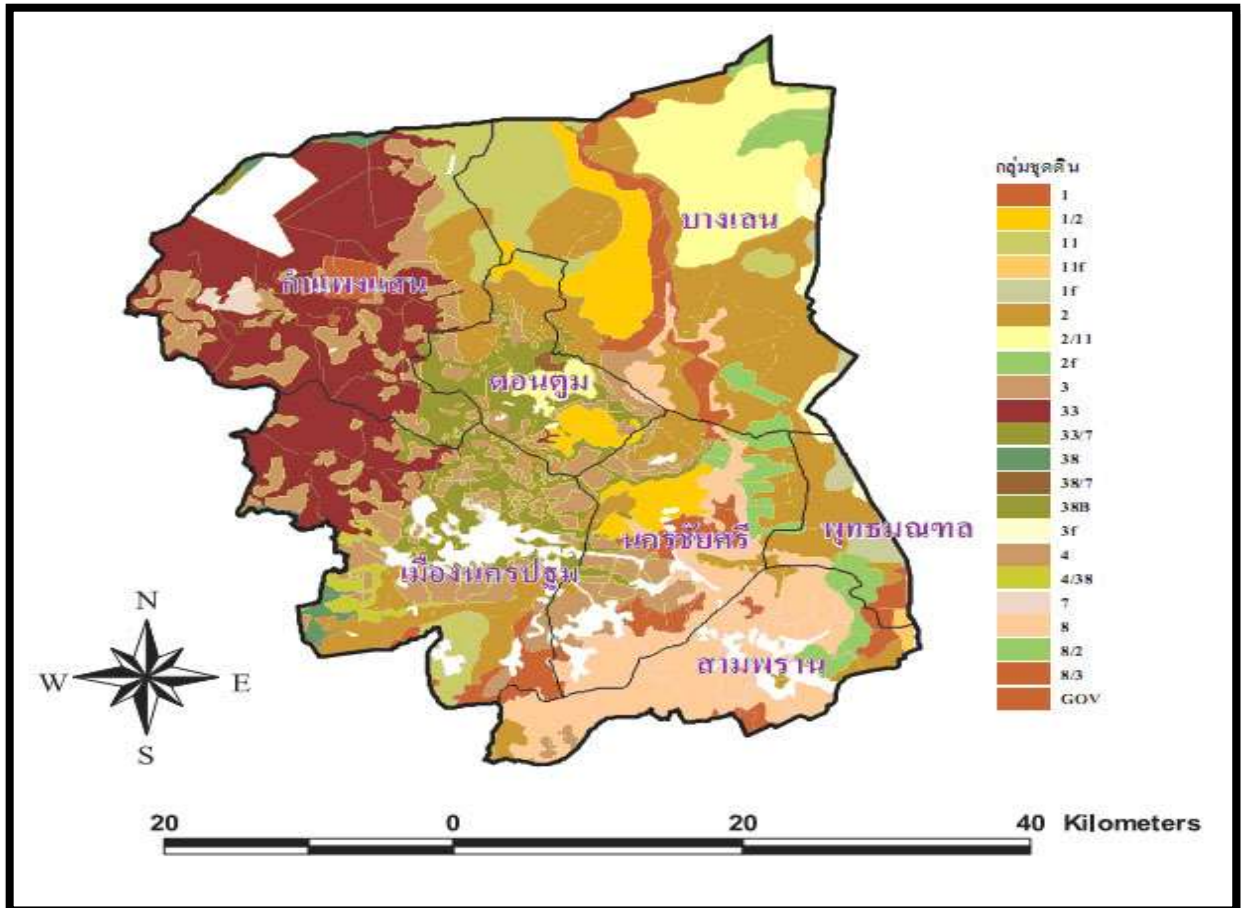 กลุ่มชุดดิน
1
1/2
11
11f
1f
2
2/11
2f
3
33
33/7
38
38/7
38B
3f
4
4/38
7
8
8/2
8/3
GOV
บางเลน
กำแพงแสน
ดอนตูม
นครชัยศรี
พุทธมณฑล
เมืองนครปฐม
สามพราน
N
W E
S
20 0 20 40 Kilometers